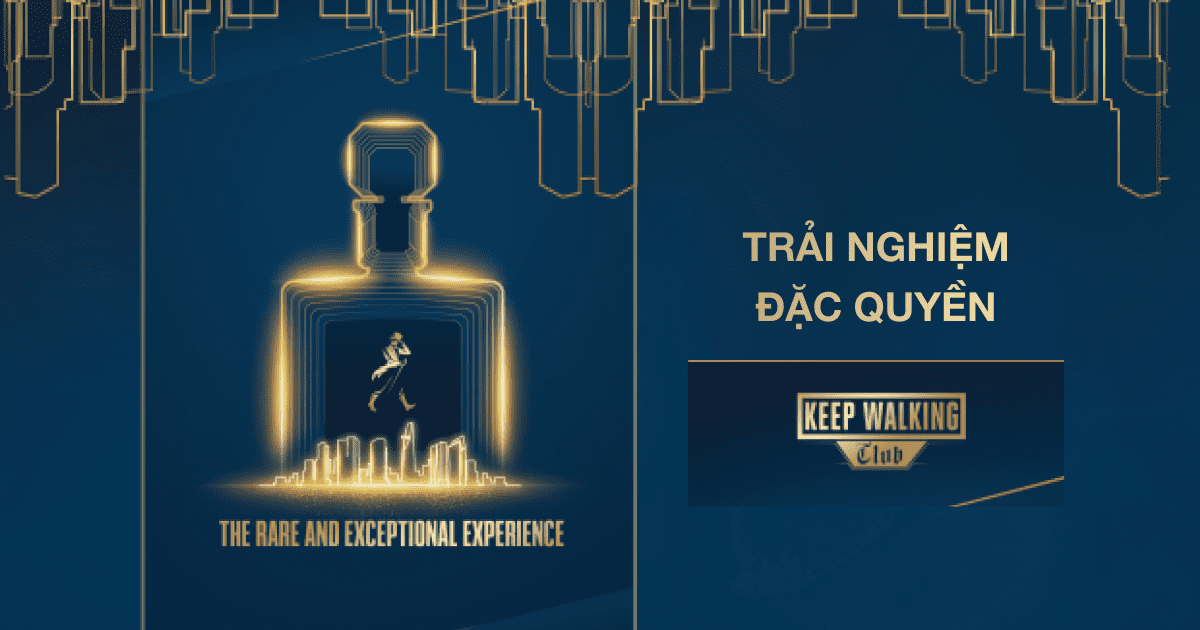 THE RARE AND EXCEPTIONAL EXPERIENCE
TRẢI NGHIỆM
ĐẶC QUYỀN
KEEP WALKING
Club